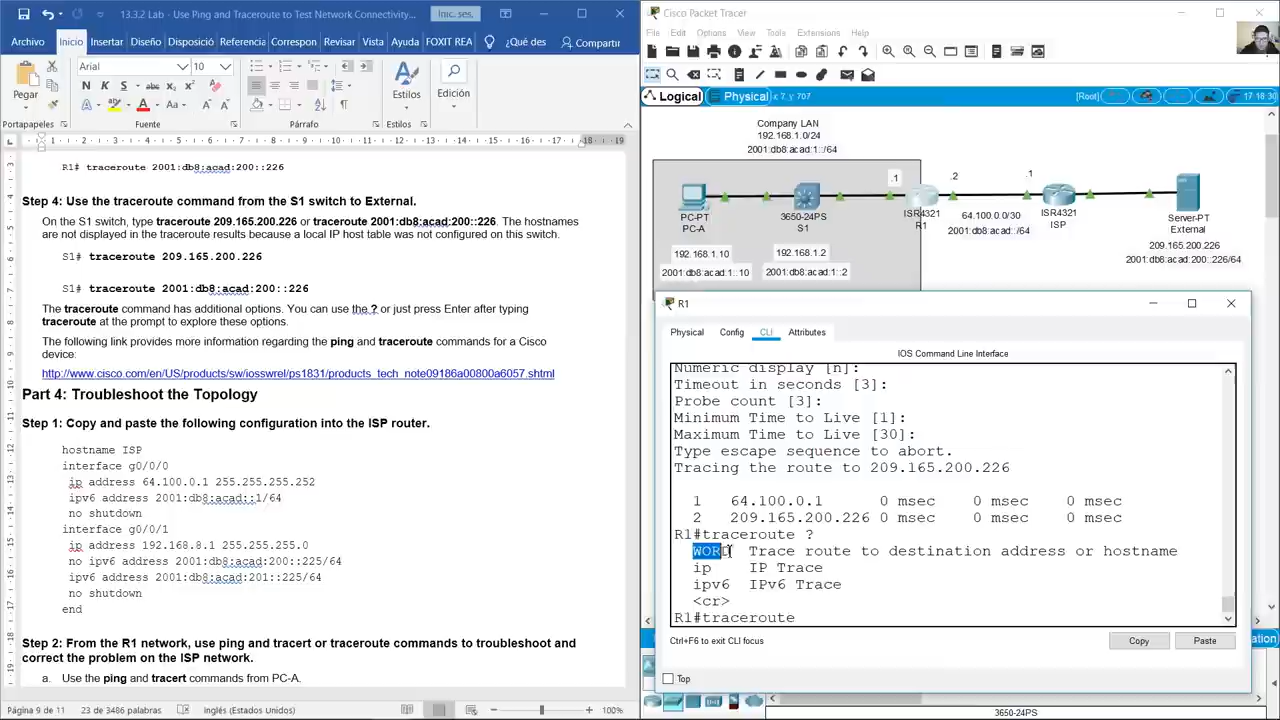 13.3.2 Lab - Use Ping and Traceroute to Test Network Connectivity...
Inic. ses.
Archivo Inicio Insertar Diseño Disposición Referencia Correspon Revisar Vista Ayuda FOXIT REA ¿Qué des Compartir
Pegar
Arial 10
N K S
Estilos
Edición
Portapapeles Fuente Párrafo Estilos
R1# traceroute 2001:db8:acad:200::226
Step 4: Use the traceroute command from the S1 switch to External.
On the S1 switch, type traceroute 209.165.200.226 or traceroute 2001:db8:acad:200::226. The hostnames
are not displayed in the traceroute results because a local IP host table was not configured on this switch.
S1# traceroute 209.165.200.226
S1# traceroute 2001:db8:acad:200::226
The traceroute command has additional options. You can use the ? or just press Enter after typing
traceroute at the prompt to explore these options.
The following link provides more information regarding the ping and traceroute commands for a Cisco
device:
http://www.cisco.com/en/US/products/sw/iosswrel/ps1831/products_tech_note09186a00800a6057.shtml
Part 4: Troubleshoot the Topology
Step 1: Copy and paste the following configuration into the ISP router.
hostname ISP
interface g0/0/0
ip address 64.100.0.1 255.255.255.252
ipv6 address 2001:db8:acad::1/64
no shutdown
interface g0/0/1
ip address 192.168.8.1 255.255.255.0
no ipv6 address 2001:db8:acad:200::225/64
ipv6 address 2001:db8:acad:201::225/64
no shutdown
end
Step 2: From the R1 network, use ping and tracert or traceroute commands to troubleshoot and
correct the problem on the ISP network.
a. Use the ping and tracert commands from PC-A.
Página 9 de 11 23 de 3486 palabras Inglés (Estados Unidos) 100%
Cisco Packet Tracer
File Edit Options View Tools Extensions Help
Logical Physical x: 7, y: 707 [Root] 17:18:30
Company LAN
192.168.1.0/24
2001:db8:acad:1::/64
.1 .2 .1
PC-PT
PC-A
3650-24PS
S1
ISR4321
R1
64.100.0.0/30
2001:db8:acad::/64
ISR4321
ISP
Server-PT
External
192.168.1.10
2001:db8:acad:1::10
192.168.1.2
2001:db8:acad:1::2
209.165.200.226
2001:db8:acad:200::226/64
R1
Physical Config CLI Attributes
IOS Command Line Interface
Numeric display [n]:
Timeout in seconds [3]:
Probe count [3]:
Minimum Time to Live [1]:
Maximum Time to Live [30]:
Type escape sequence to abort.
Tracing the route to 209.165.200.226
1 64.100.0.1 0 msec 0 msec 0 msec
2 209.165.200.226 0 msec 0 msec 0 msec
R1#traceroute ?
WORD Trace route to destination address or hostname
ip IP Trace
ipv6 IPv6 Trace
<cr>
R1#traceroute
Ctrl+F6 to exit CLI focus
Copy Paste
Top
3650-24PS